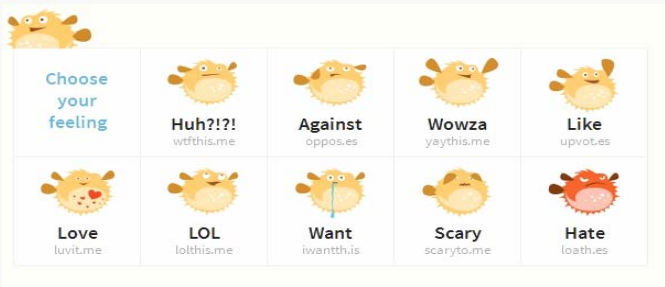 Choose
your
feeling
Huh?!?!
wtfthis.me
Against
oppos.es
Wowza
yaythis.me
Like
upvot.es
Love
luvit.me
LOL
lolthis.me
Want
iwantth.is
Scary
scaryto.me
Hate
loath.es